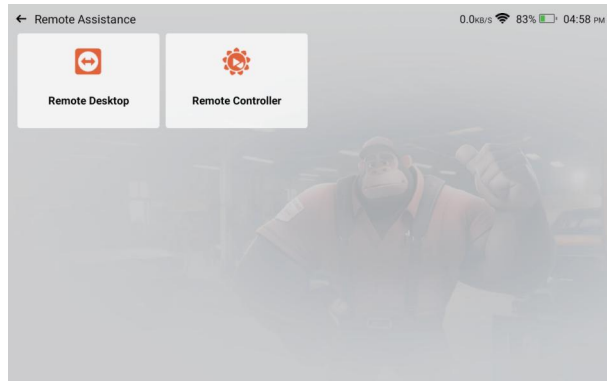 Remote Assistance
0.0KB/S 83% 04:58 PM
Remote Desktop
Remote Controller